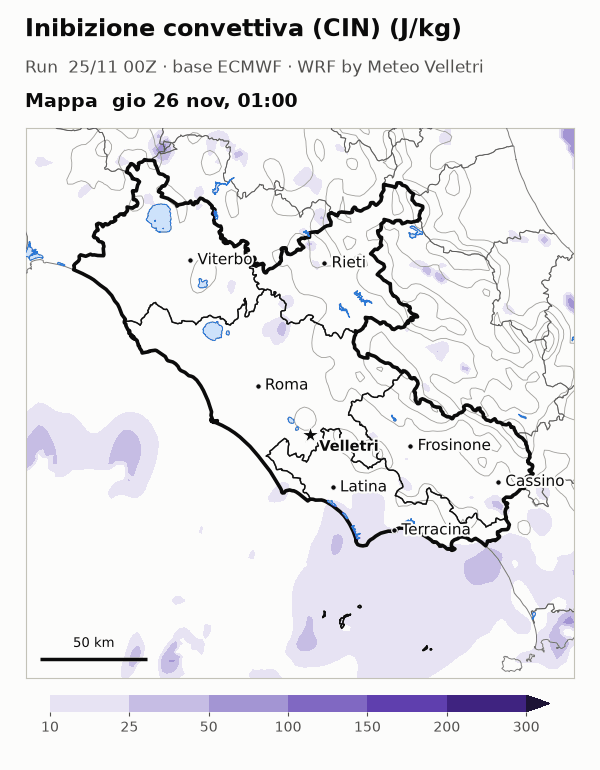 Inibizione convettiva (CIN) (J/kg)
Run  25/11 00Z · base ECMWF · WRF by Meteo Velletri
Mappa  gio 26 nov, 01:00
Viterbo
Rieti
Roma
Velletri
Frosinone
Latina
Cassino
Terracina
50 km
10 25 50 100 150 200 300